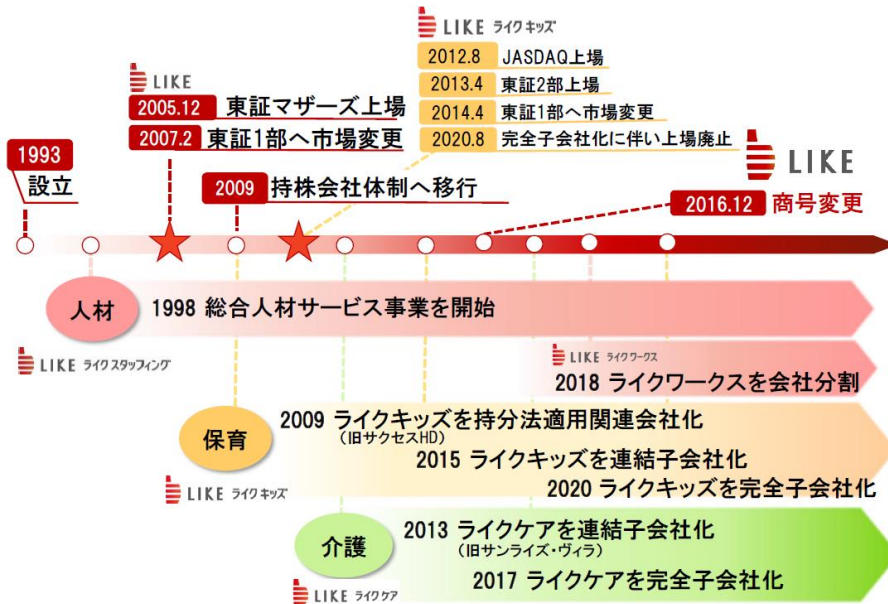 LIKE ライクキッズ
2012.8 JASDAQ上場
2013.4 東証2部上場
2014.4 東証1部へ市場変更
2020.8 完全子会社化に伴い上場廃止
LIKE
2005.12 東証マザーズ上場
2007.2 東証1部へ市場変更
1993
設立
2009 持株会社体制へ移行
LIKE
2016.12 商号変更
人材
1998 総合人材サービス事業を開始
LIKE ライクスタッフィング
LIKE ライクワークス
2018 ライクワークスを会社分割
保育
2009 ライクキッズを持分法適用関連会社化
(旧サクセスHD)
2015 ライクキッズを連結子会社化
2020 ライクキッズを完全子会社化
LIKE ライクキッズ
介護
2013 ライクケアを連結子会社化
(旧サンライズ・ヴィラ)
2017 ライクケアを完全子会社化
LIKE ライクケア